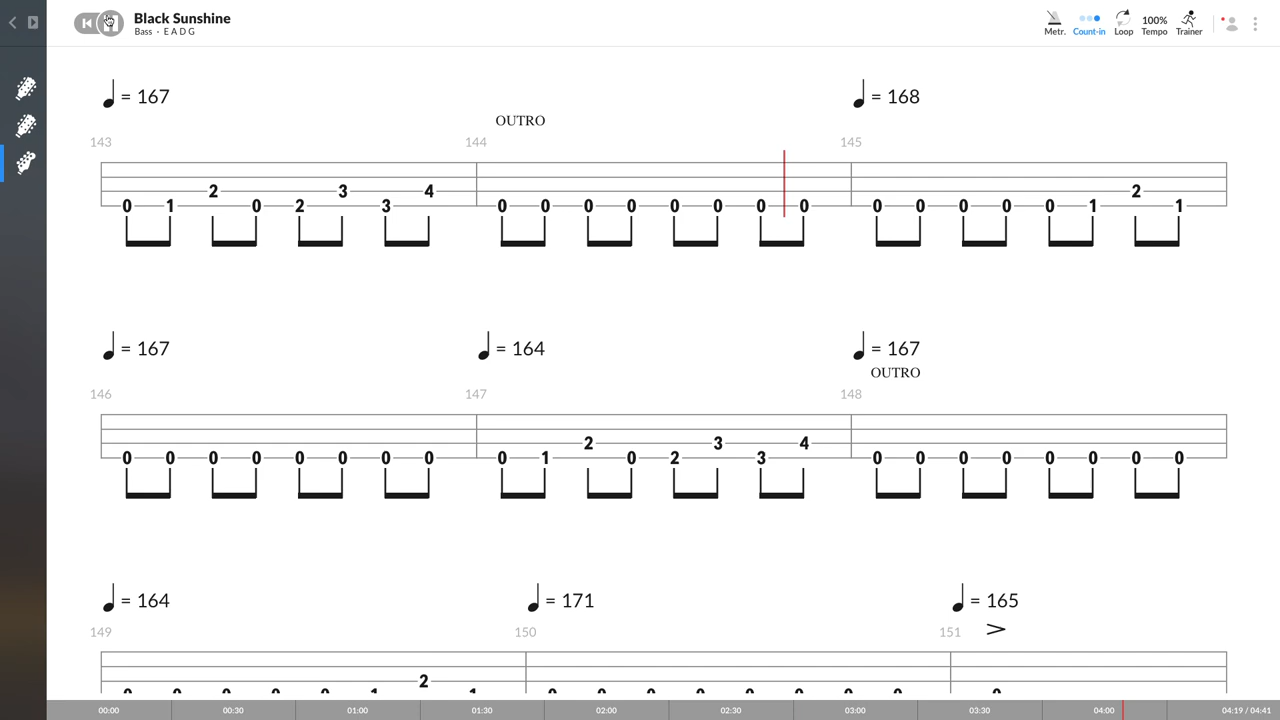 Black Sunshine
Bass · E A D G
Metr. Count-in Loop 100% Tempo Trainer
= 167 = 168
OUTRO
143 144 145
2 3 4 2
0 1 0 2 3 0 0 0 0 0 0 0 0 0 0 0 0 0 1 1
= 167 = 164 = 167
OUTRO
146 147 148
2 3 4
0 0 0 0 0 0 0 0 0 1 0 2 3 0 0 0 0 0 0 0 0
= 164 = 171 = 165
149 150 151 >
2
00:00 00:30 01:00 01:30 02:00 02:30 03:00 03:30 04:00 04:19 / 04:41